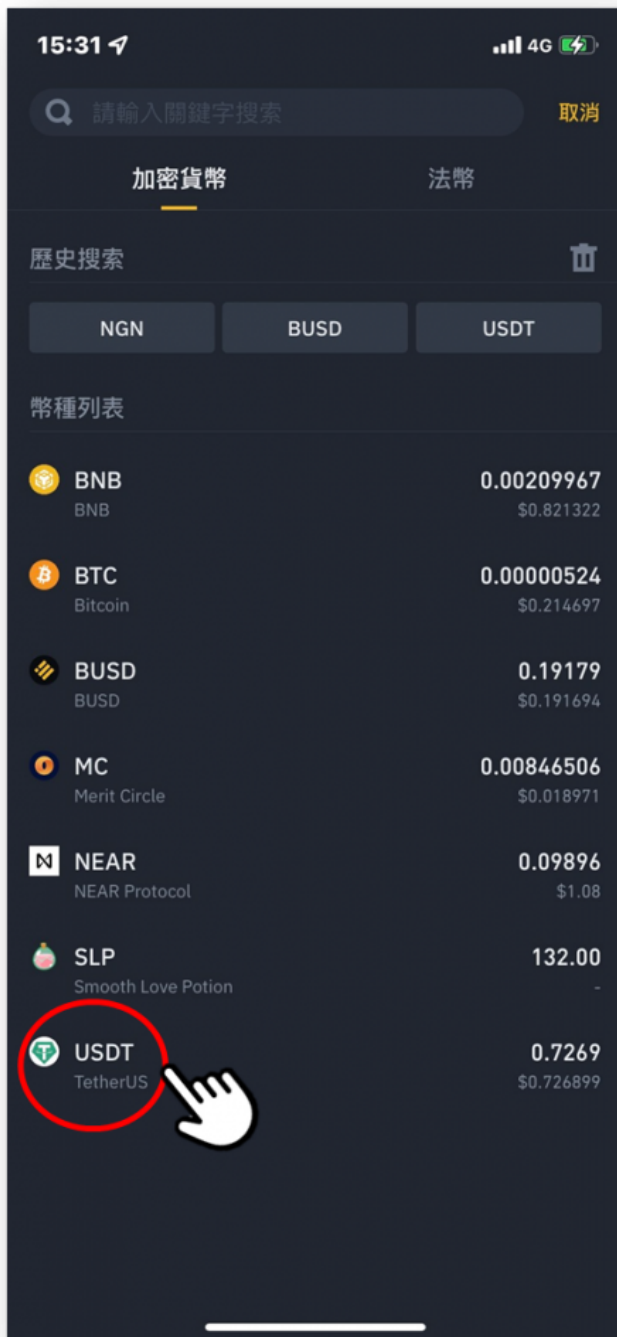 15:31 4G
請輸入關鍵字搜索 取消
加密貨幣 法幣
歷史搜索
NGN BUSD USDT
幣種列表
BNB 0.00209967
BNB $0.821322
BTC 0.00000524
Bitcoin $0.214697
BUSD 0.19179
BUSD $0.191694
MC 0.00846506
Merit Circle $0.018971
NEAR 0.09896
NEAR Protocol $1.08
SLP 132.00
Smooth Love Potion -
USDT 0.7269
TetherUS $0.726899